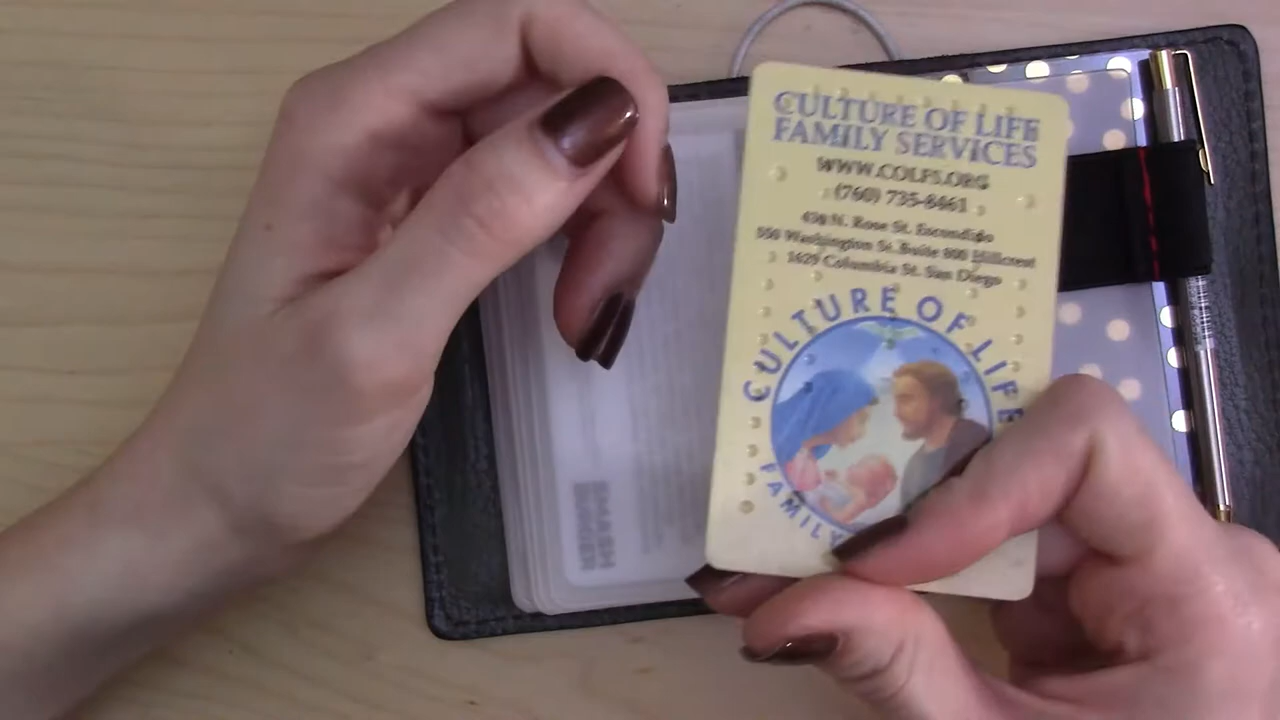 CULTURE OF LIFE
FAMILY SERVICES
WWW.COLFS.ORG
(760) 735-8461
430 N. Rose St. Escondido
550 Washington St. Suite 800 Hillcrest
1629 Columbia St. San Diego
CULTURE OF LIFE
FAMILY